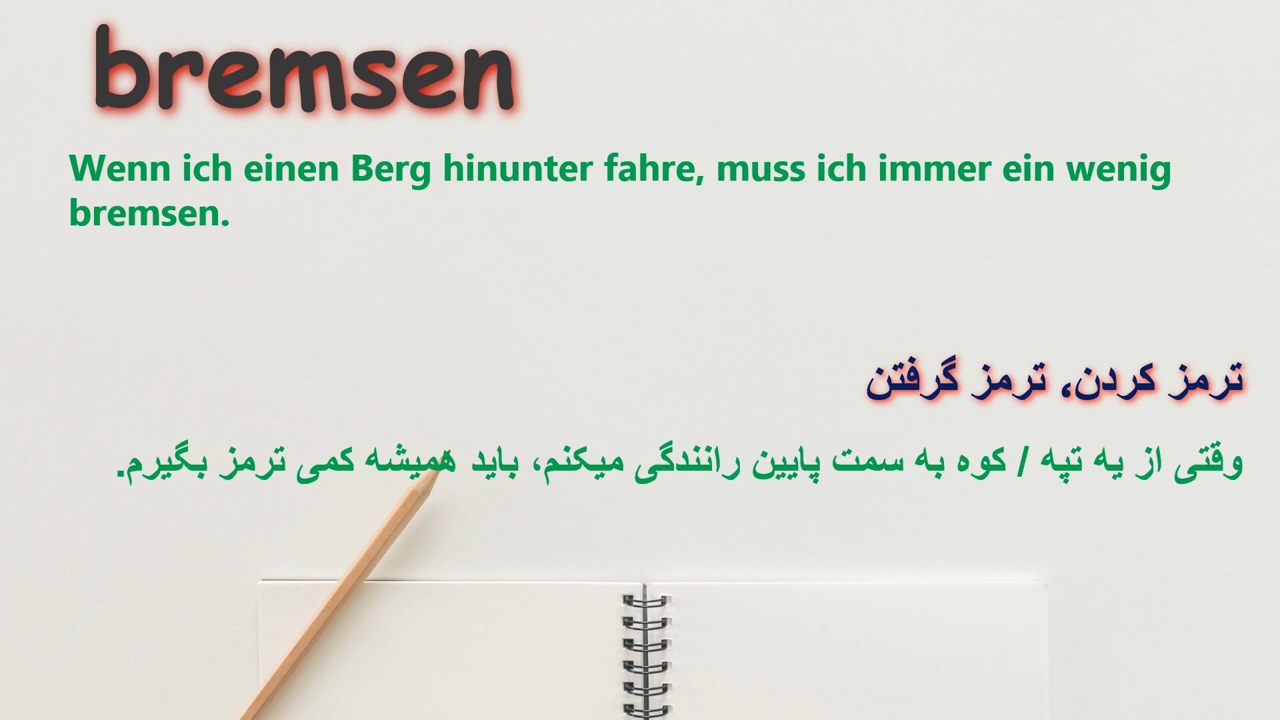 bremsen
Wenn ich einen Berg hinunter fahre, muss ich immer ein wenig
bremsen.
ترمز کردن، ترمز گرفتن
وقتی از یه تپه / کوه به سمت پایین رانندگی میکنم، باید همیشه کمی ترمز بگیرم.